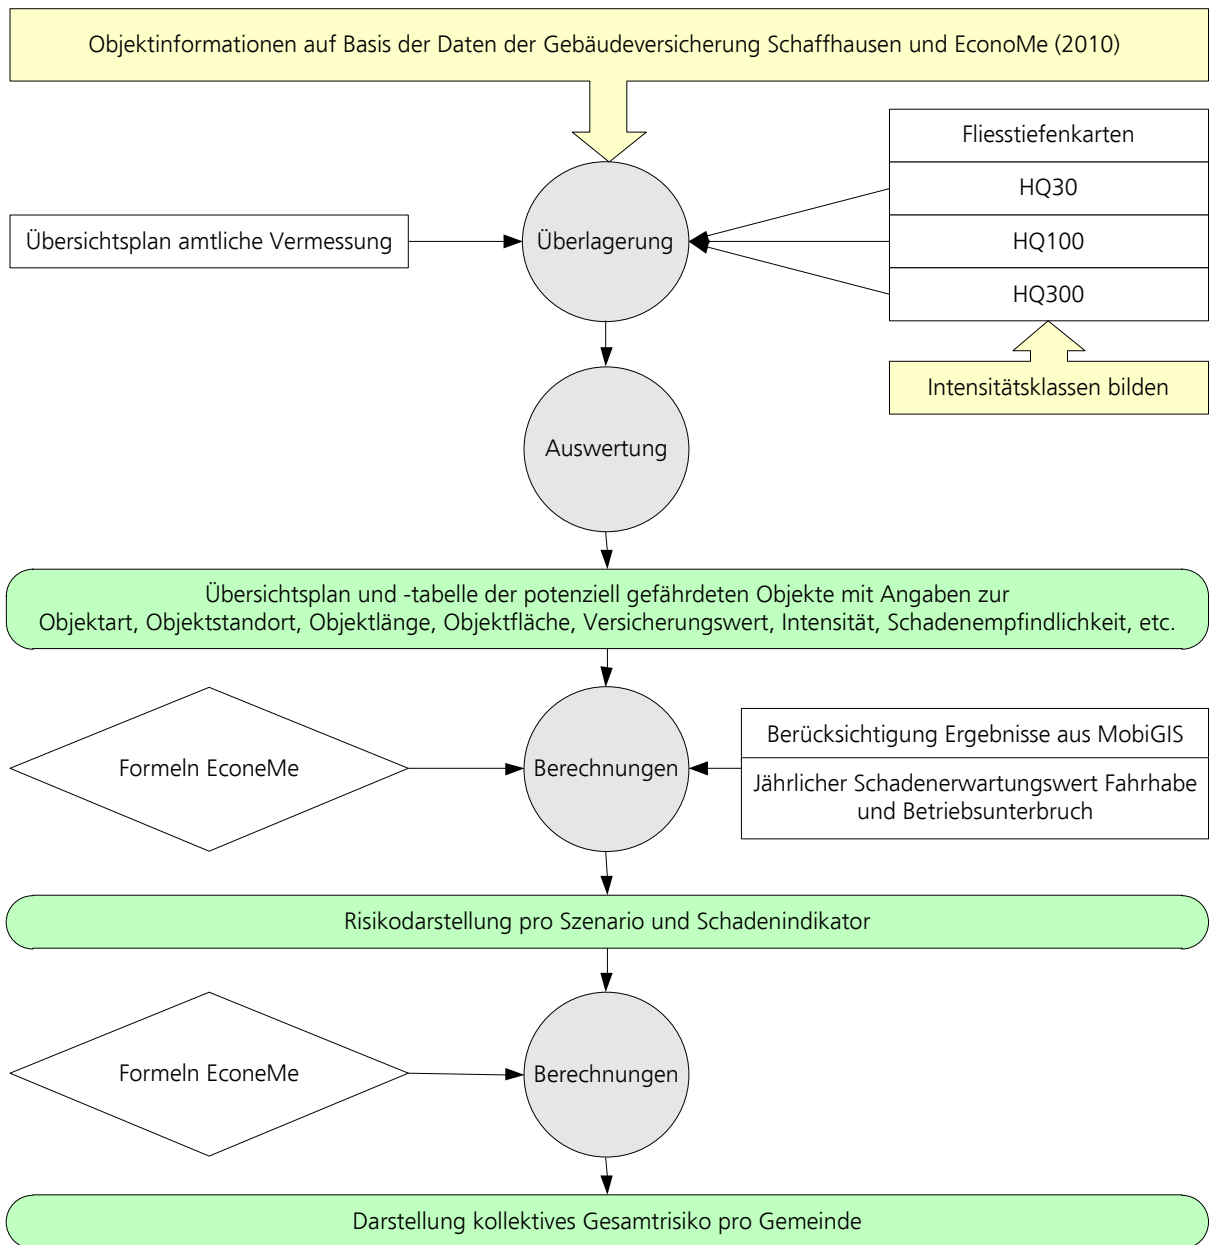 Objektinformationen auf Basis der Daten der Gebäudeversicherung Schaffhausen und EconoMe (2010)
Fliesstiefenkarten
HQ30
Übersichtsplan amtliche Vermessung
Überlagerung
HQ100
HQ300
Intensitätsklassen bilden
Auswertung
Übersichtsplan und -tabelle der potenziell gefährdeten Objekte mit Angaben zur
Objektart, Objektstandort, Objektlänge, Objektfläche, Versicherungswert, Intensität, Schadenempfindlichkeit, etc.
Formeln EconeMe
Berechnungen
Berücksichtigung Ergebnisse aus MobiGIS
Jährlicher Schadenerwartungswert Fahrhabe
und Betriebsunterbruch
Risikodarstellung pro Szenario und Schadenindikator
Formeln EconeMe
Berechnungen
Darstellung kollektives Gesamtrisiko pro Gemeinde